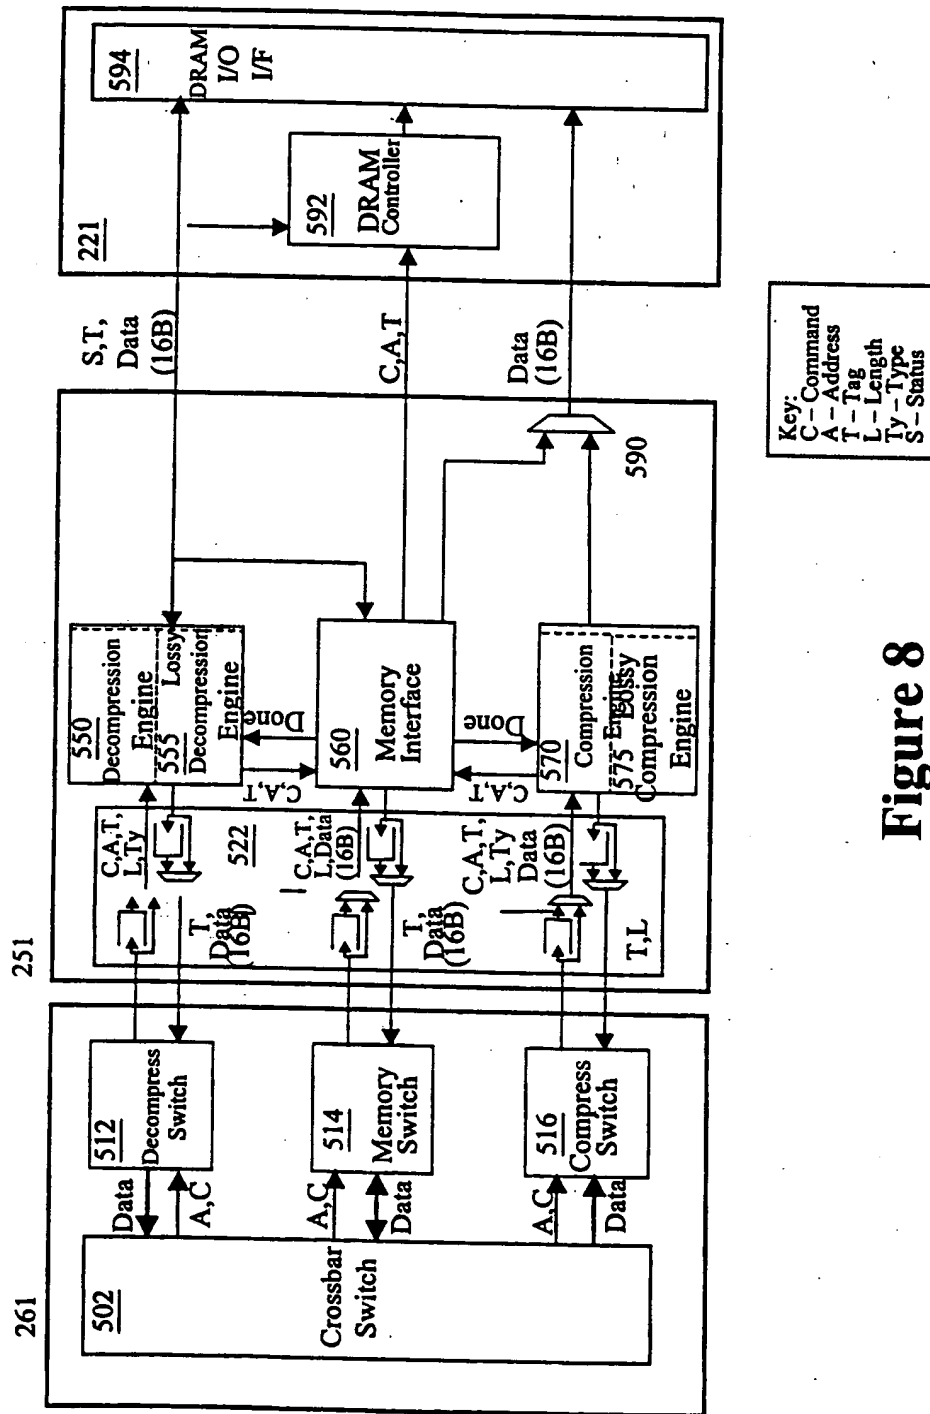 261
502
Crossbar
Switch
Data
A,C
A,C
Data
A,C
Data
512
Decompress
Switch
514
Memory
Switch
516
Compress
Switch
251
522
C,A,T,
L,Ty
T,
Data
(16B)
C,A,T,
L,Data
(16B)
T,
Data
(16B)
C,A,T,
L,Ty
Data
(16B)
T,L
550
Decompression
Engine
555 Lossy
Decompression
Engine
C,A,T
Done
560
Memory
Interface
C,A,T
Done
570
Compression
Engine
575 Lossy
Compression
Engine
590
S,T,
Data
(16B)
C,A,T
Data
(16B)
221
592
DRAM
Controller
594
DRAM
I/O
I/F
Key:
C – Command
A – Address
T – Tag
L – Length
Ty – Type
S – Status
Figure 8